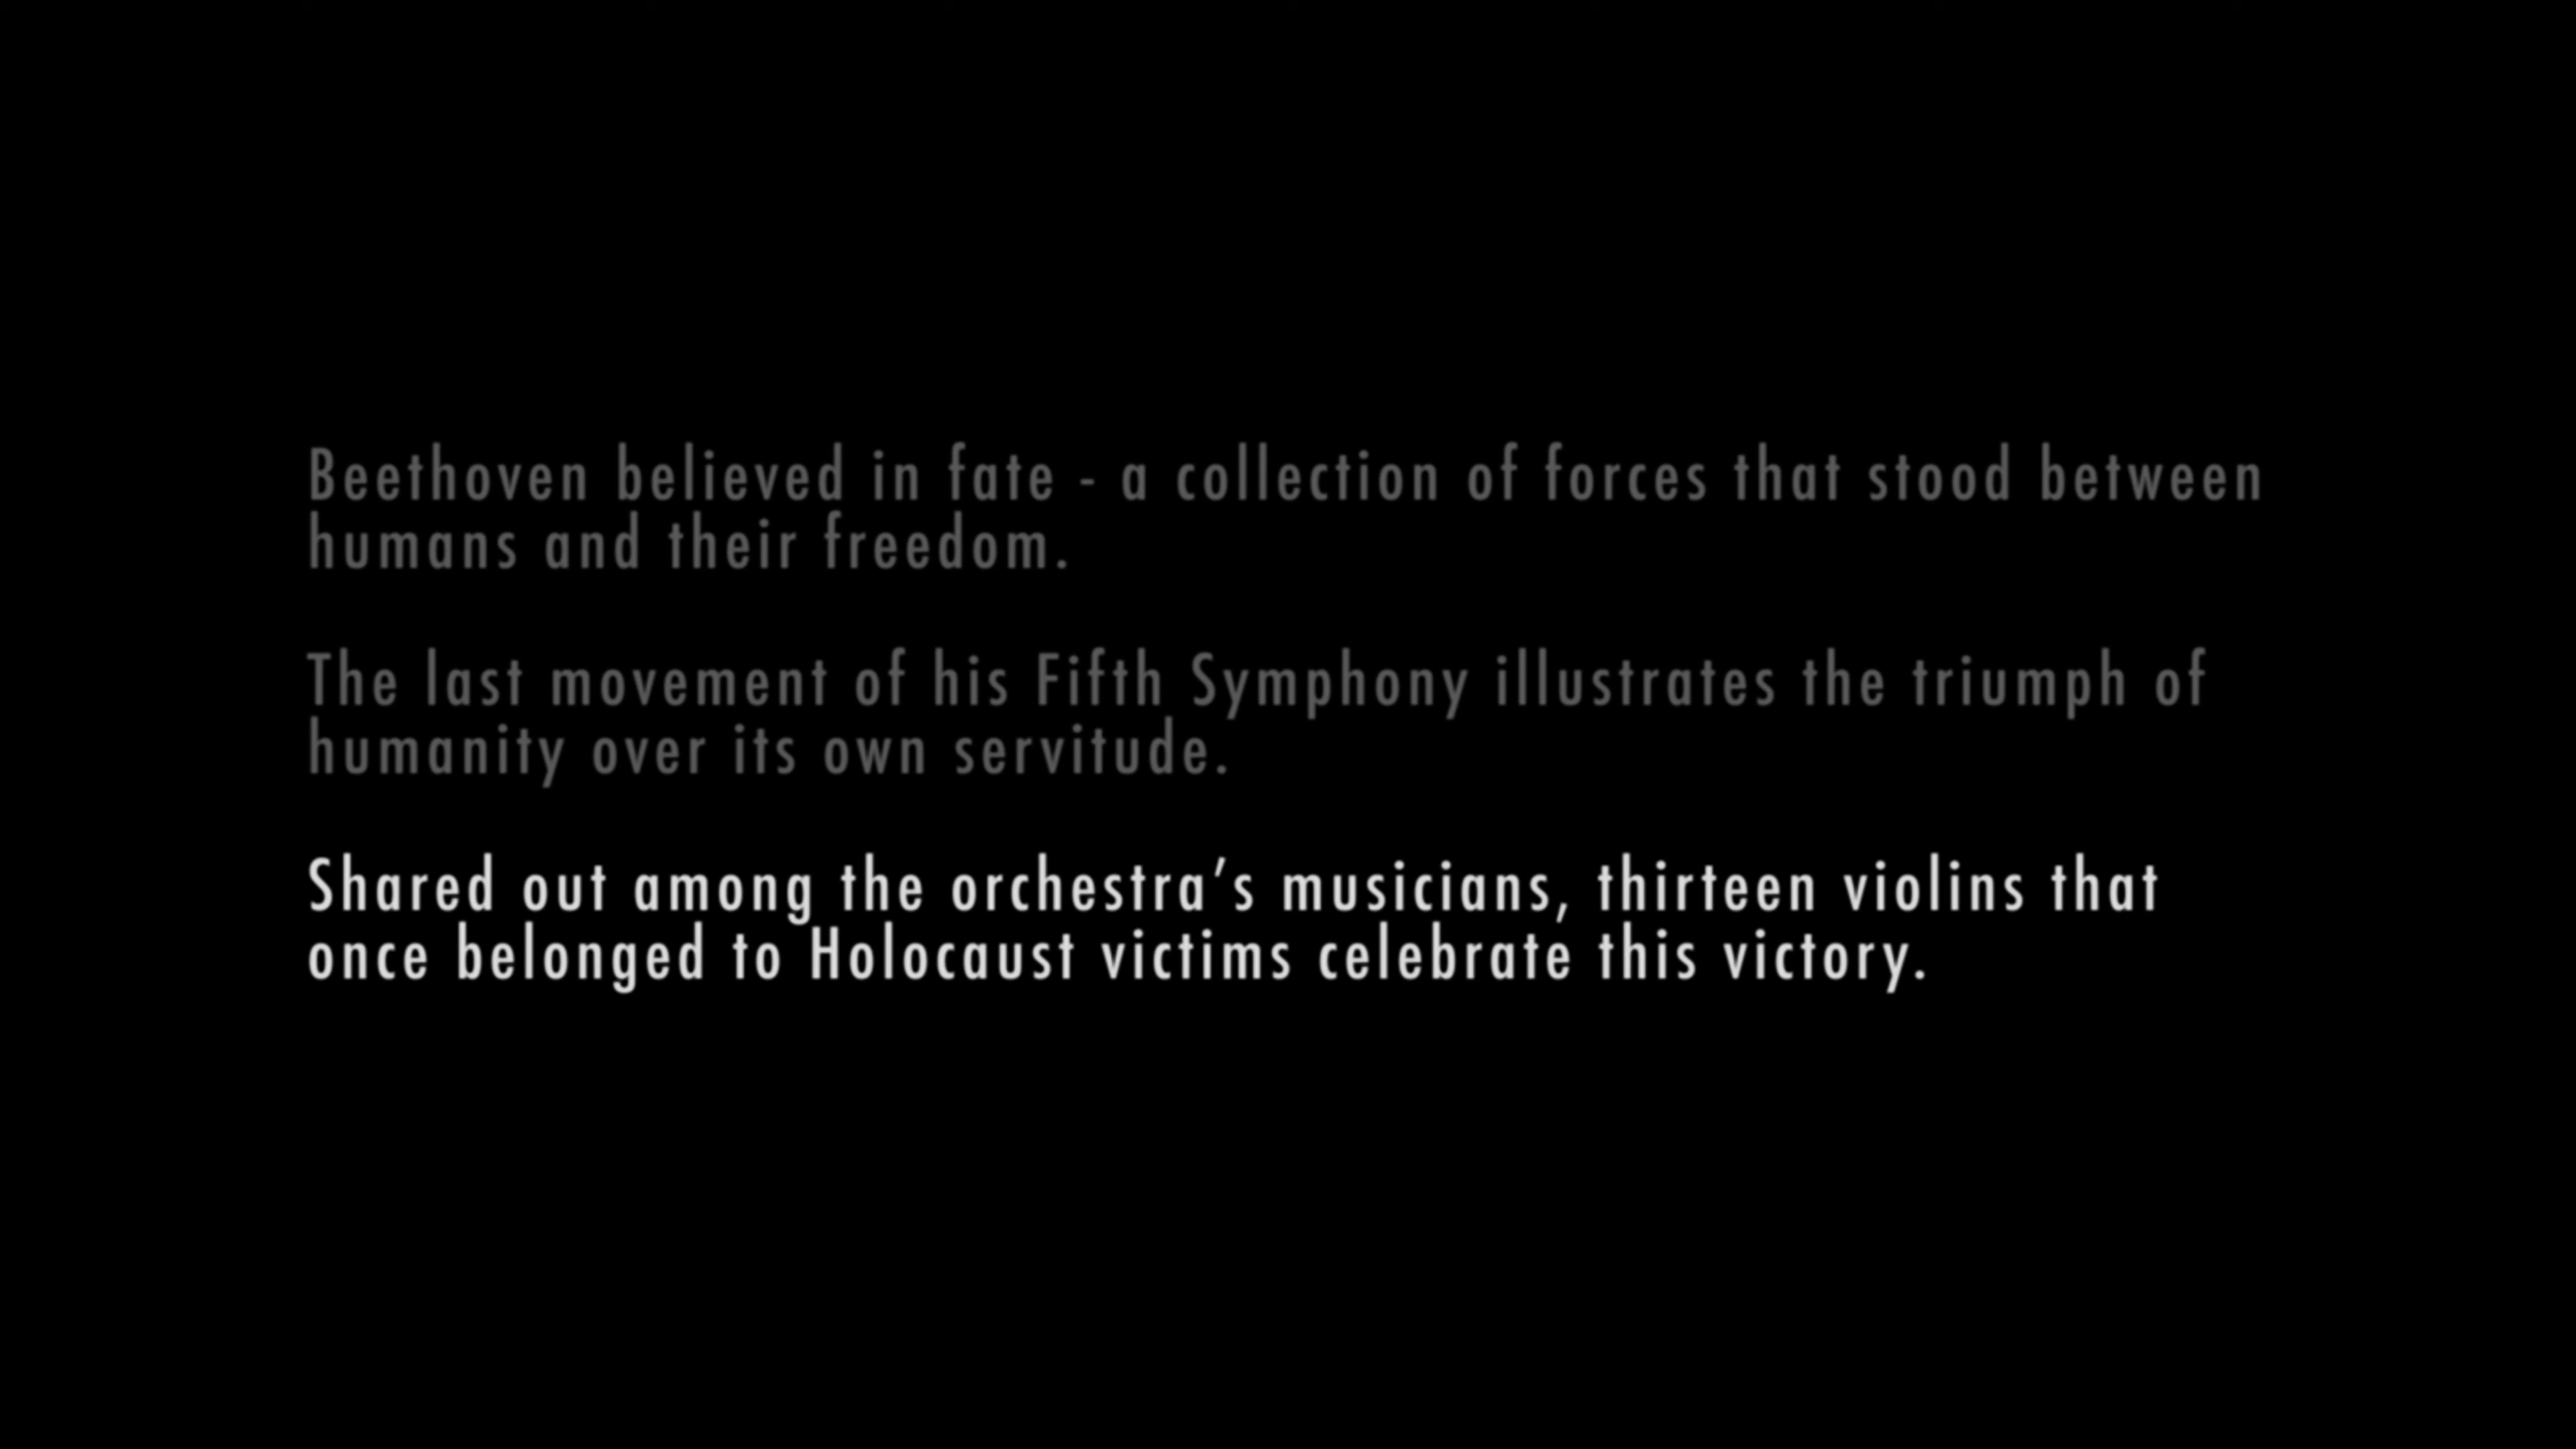 Beethoven believed in fate - a collection of forces that stood between
humans and their freedom.
The last movement of his Fifth Symphony illustrates the triumph of
humanity over its own servitude.
Shared out among the orchestra’s musicians, thirteen violins that
once belonged to Holocaust victims celebrate this victory.